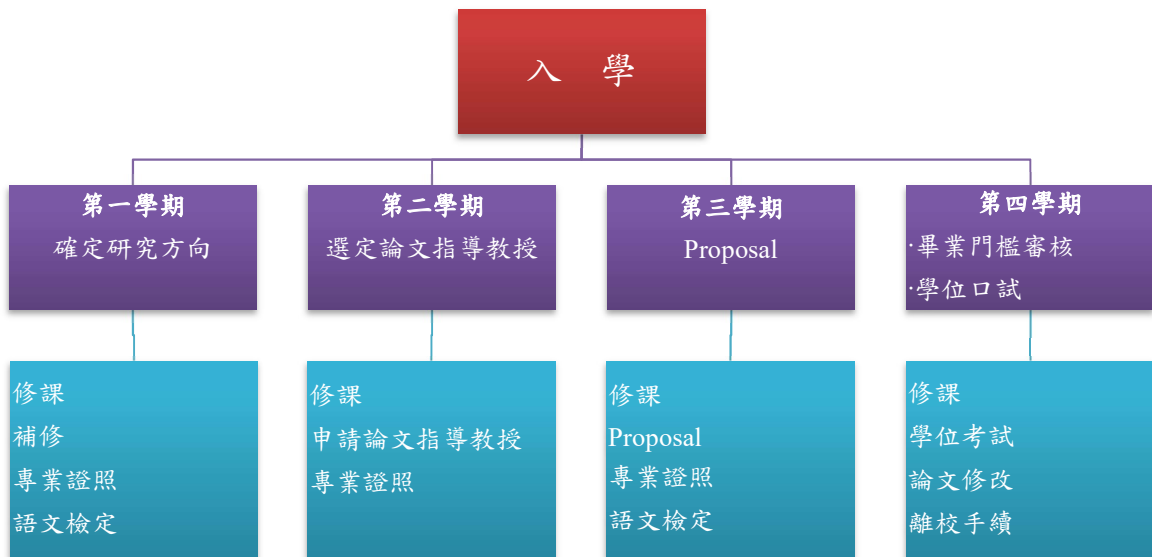 入 學
第一學期
確定研究方向
第二學期
選定論文指導教授
第三學期
Proposal
第四學期
·畢業門檻審核
·學位口試
修課
補修
專業證照
語文檢定
修課
申請論文指導教授
專業證照
修課
Proposal
專業證照
語文檢定
修課
學位考試
論文修改
離校手續